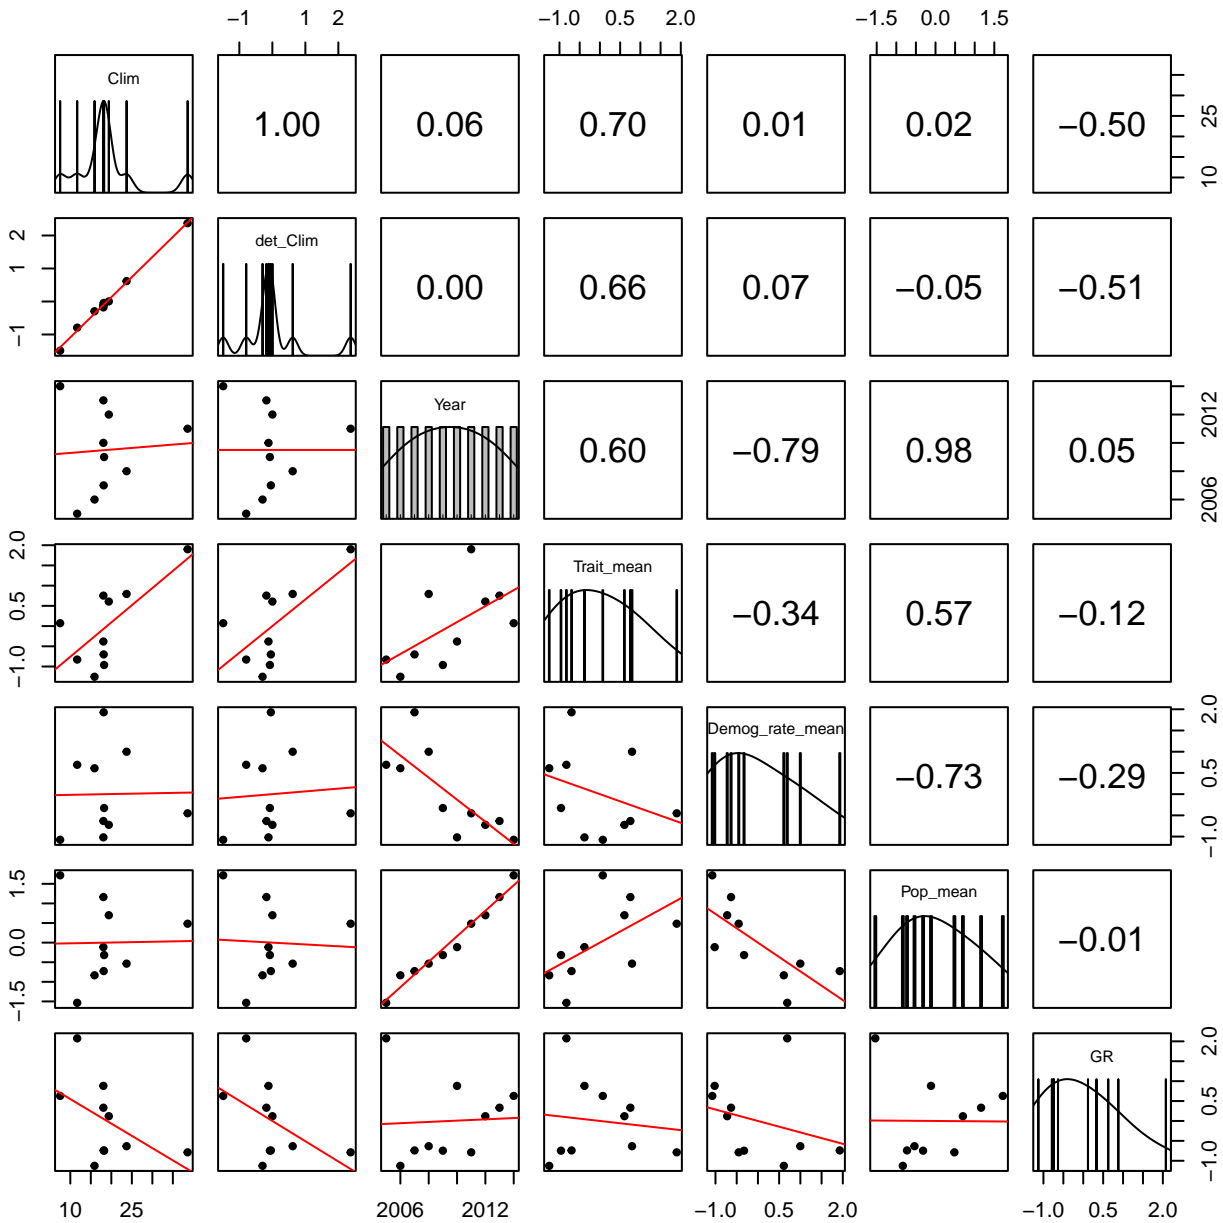 −1 1 2 −1.0 0.5 2.0 −1.5 0.0 1.5
Clim 1.00 0.06 0.70 0.01 0.02 −0.50 10 25
−1 1 2 det_Clim 0.00 0.66 0.07 −0.05 −0.51
Year 0.60 −0.79 0.98 0.05 2006 2012
−1.0 0.5 2.0 Trait_mean −0.34 0.57 −0.12
Demog_rate_mean −0.73 −0.29 −1.0 0.5 2.0
−1.5 0.0 1.5 Pop_mean −0.01
GR −1.0 0.5 2.0
10 25 2006 2012 −1.0 0.5 2.0 −1.0 0.5 2.0